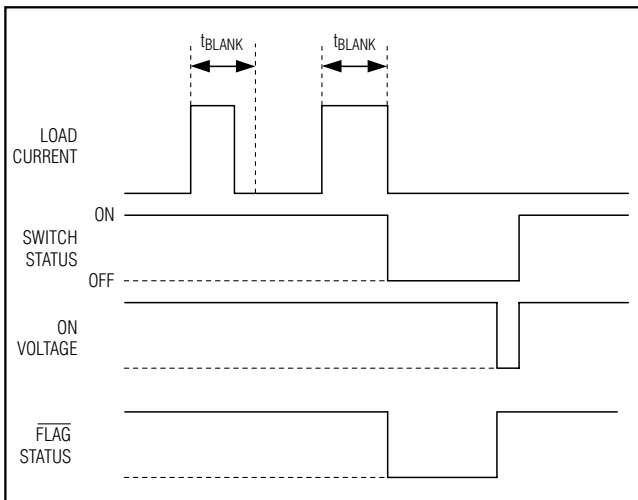 tBLANK tBLANK
LOAD
CURRENT
ON
SWITCH
STATUS
OFF
ON
VOLTAGE
FLAG
STATUS